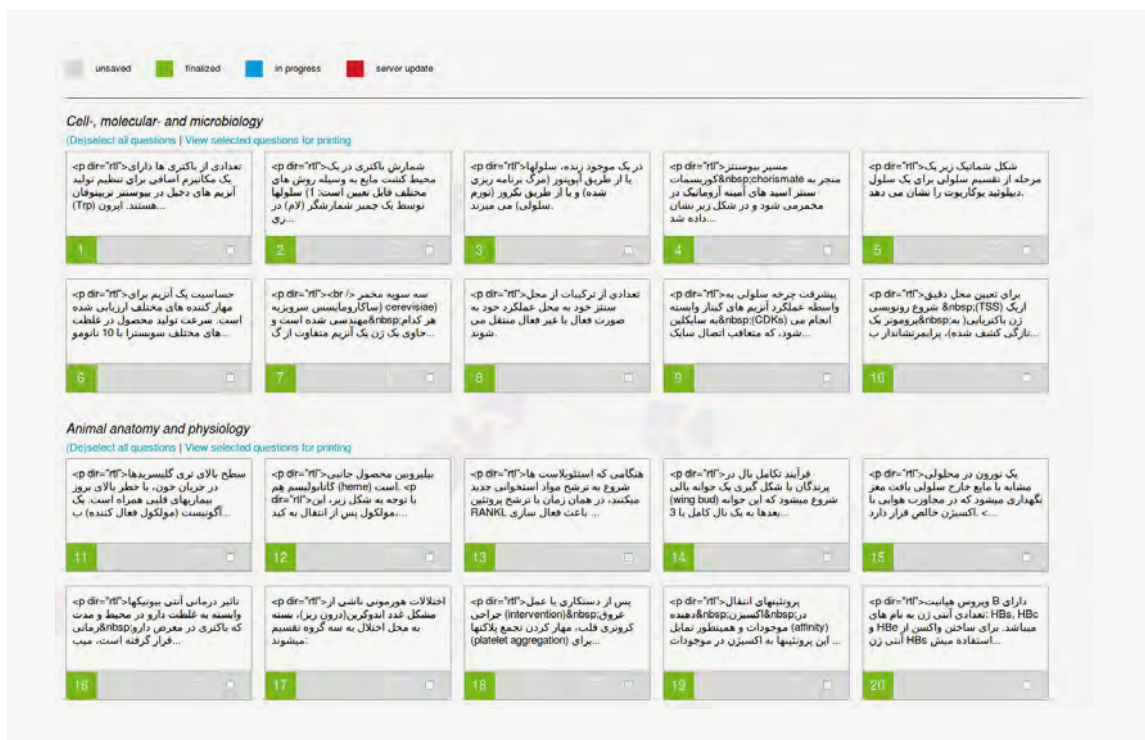 unsaved finalized in progress server update
Cell-, molecular- and microbiology
(De)select all questions | View selected questions for printing
<p dir="rtl">تعدادی از باکتری ها دارای
یک مکانیزم اضافی برای تنظیم تولید
آنزیم های دخیل در بیوسنتز تریپتوفان
(Trp) هستند. اپرون...
1
<p dir="rtl">شمارش باکتری در یک
محیط کشت مایع به وسیله روش های
مختلف قابل تعیین است: 1) سلولها
توسط یک چمبر شمارشگر (لام) در
ری...
2
<p dir="rtl">در یک موجود زنده، سلولها
یا از طریق آپوپتوز (مرگ برنامه ریزی
شده) و یا از طریق نکروز (تورم
سلولی) می میرند.
3
<p dir="rtl">مسیر بیوسنتز
کوریسمات&nbsp;chorismate منجر به
سنتز اسید های آمینه آروماتیک در
مخمرمی شود و در شکل زیر نشان
داده شد...
4
<p dir="rtl">شکل شماتیک زیر یک
مرحله از تقسیم سلولی برای یک سلول
دیپلوئید یوکاریوت را نشان می دهد.
5
<p dir="rtl">حساسیت یک آنزیم برای
مهار کننده های مختلف ارزیابی شده
است. سرعت تولید محصول در غلظت
های مختلف سوبسترا با 10 نانومو...
6
<p dir="rtl"><br />سه سویه مخمر
cerevisiae) (ساکارومایسس سرویزیه
مهندسی شده است و&nbsp;هر کدام
حاوی یک ژن یک آنزیم متفاوت از گ...
7
<p dir="rtl">تعدادی از ترکیبات از محل
سنتز خود به محل عملکرد خود به
صورت فعال یا غیر فعال منتقل می
شوند.
8
<p dir="rtl">پیشرفت چرخه سلولی به
واسطه عملکرد آنزیم های کیناز وابسته
به سایکلین&nbsp;(CDKs) انجام می
شود، که متعاقب اتصال سایک...
9
<p dir="rtl">برای تعیین محل دقیق
شروع رونویسی &nbsp;(TSS) ازیک
پروموتر یک&nbsp;ژن باکتریایی( به
تازگی کشف شده)، پرایمرنشاندار ب...
10
Animal anatomy and physiology
(De)select all questions | View selected questions for printing
<p dir="rtl">سطح بالای تری گلیسریدها
در جریان خون، با خطر بالای بروز
بیماریهای قلبی همراه است. یک
آگونیست (مولکول فعال کننده) ب...
11
<p dir="rtl">بیلیروبین محصول جانبی
کاتابولیسم هم (heme) است. <p
dir="rtl">با توجه به شکل زیر، این
مولکول پس از انتقال به کبد،...
12
<p dir="rtl">هنگامی که استئوبلاست ها
شروع به ترشح مواد استخوانی جدید
میکنند، در همان زمان با ترشح پروتئین
RANKL باعث فعال سازی ...
13
<p dir="rtl">فرآیند تکامل بال در
پرندگان با شکل گیری یک جوانه بالی
(wing bud) شروع میشود که این جوانه
بعدها به یک بال کامل با 3...
14
<p dir="rtl">یک نورون در محلولی
مشابه با مایع خارج سلولی بافت مغز
نگهداری میشود که در مجاورت هوایی با
اکسیژن خالص قرار دارد. <...
15
<p dir="rtl">تاثیر درمانی آنتی بیوتیکها
وابسته به غلظت دارو در محیط و مدت
زمانی&nbsp;که باکتری در معرض دارو
قرار گرفته است، میب...
16
<p dir="rtl">اختلالات هورمونی ناشی از
مشکل غدد اندوکرین(درون ریز)، بسته
به محل اختلال به سه گروه تقسیم
میشوند:
17
<p dir="rtl">پس از دستکاری یا عمل
جراحی (intervention)&nbsp;عروق
کرونری قلب، مهار کردن تجمع پلاکتها
(platelet aggregation) برای...
18
<p dir="rtl">پروتئینهای انتقال
دهنده&nbsp;اکسیژن&nbsp;در
موجودات و همینطور تمایل (affinity)
این پروتئینها به اکسیژن در موجودات ...
19
<p dir="rtl">ویروس هپاتیت B دارای
تعدادی آنتی ژن به نام های: HBs, HBc
و HBe میباشد. برای ساختن واکسن از
آنتی ژن HBs استفاده میش...
20